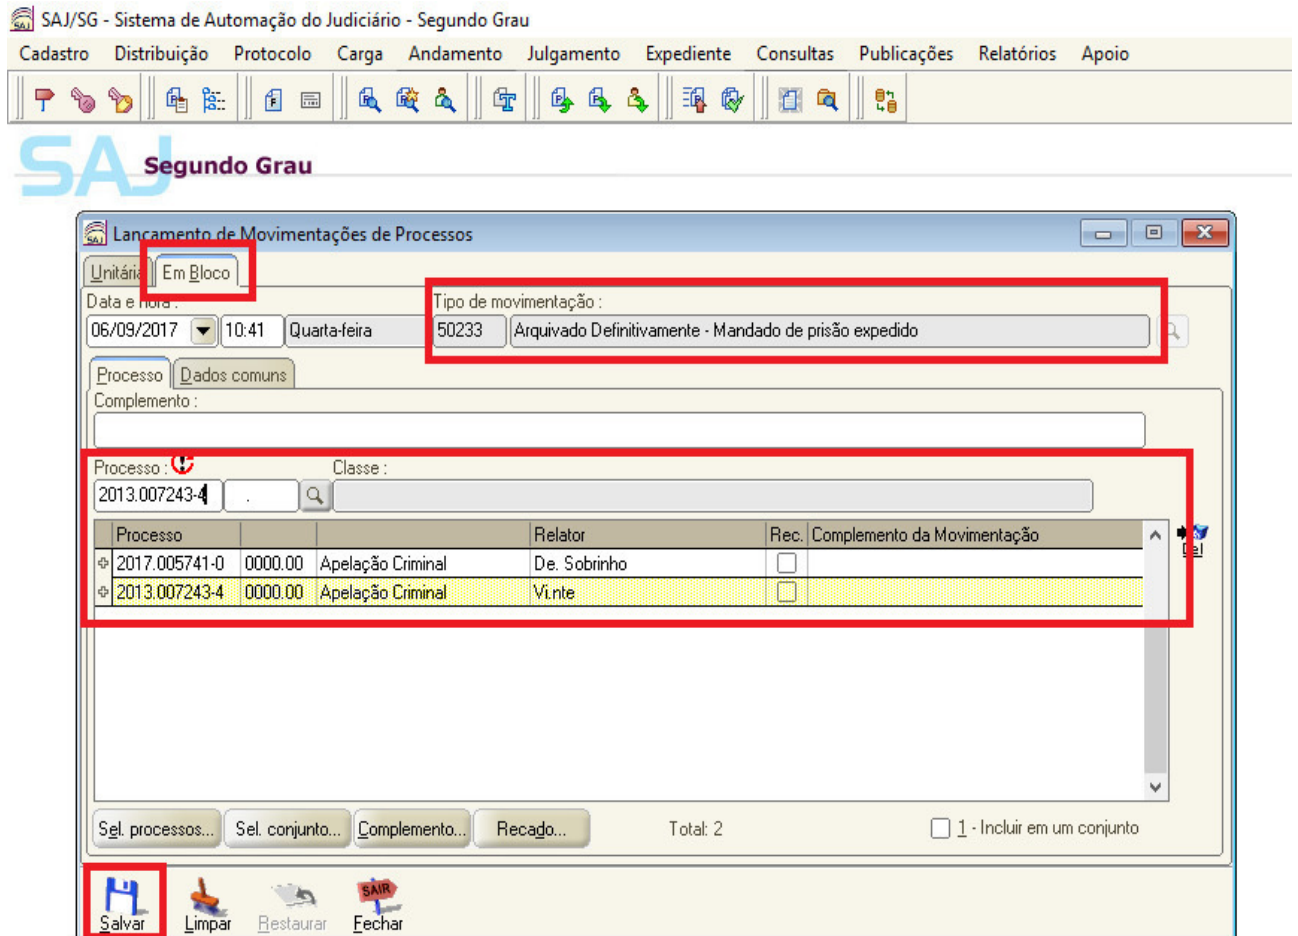 SAJ/SG - Sistema de Automação do Judiciário - Segundo Grau
Cadastro Distribuição Protocolo Carga Andamento Julgamento Expediente Consultas Publicações Relatórios Apoio
SAJ Segundo Grau
Lançamento de Movimentações de Processos
Unitária Em Bloco
Data e hora : Tipo de movimentação :
06/09/2017 10:41 Quarta-feira 50233 Arquivado Definitivamente - Mandado de prisão expedido
Processo Dados comuns
Complemento :
Processo : Classe :
2013.007243-4 .
Processo Relator Rec. Complemento da Movimentação
Del
2017.005741-0 0000.00 Apelação Criminal De. Sobrinho
2013.007243-4 0000.00 Apelação Criminal Vi.nte
Sel. processos... Sel. conjunto... Complemento... Recado... Total: 2 1 - Incluir em um conjunto
SAIR
Salvar Limpar Restaurar Fechar